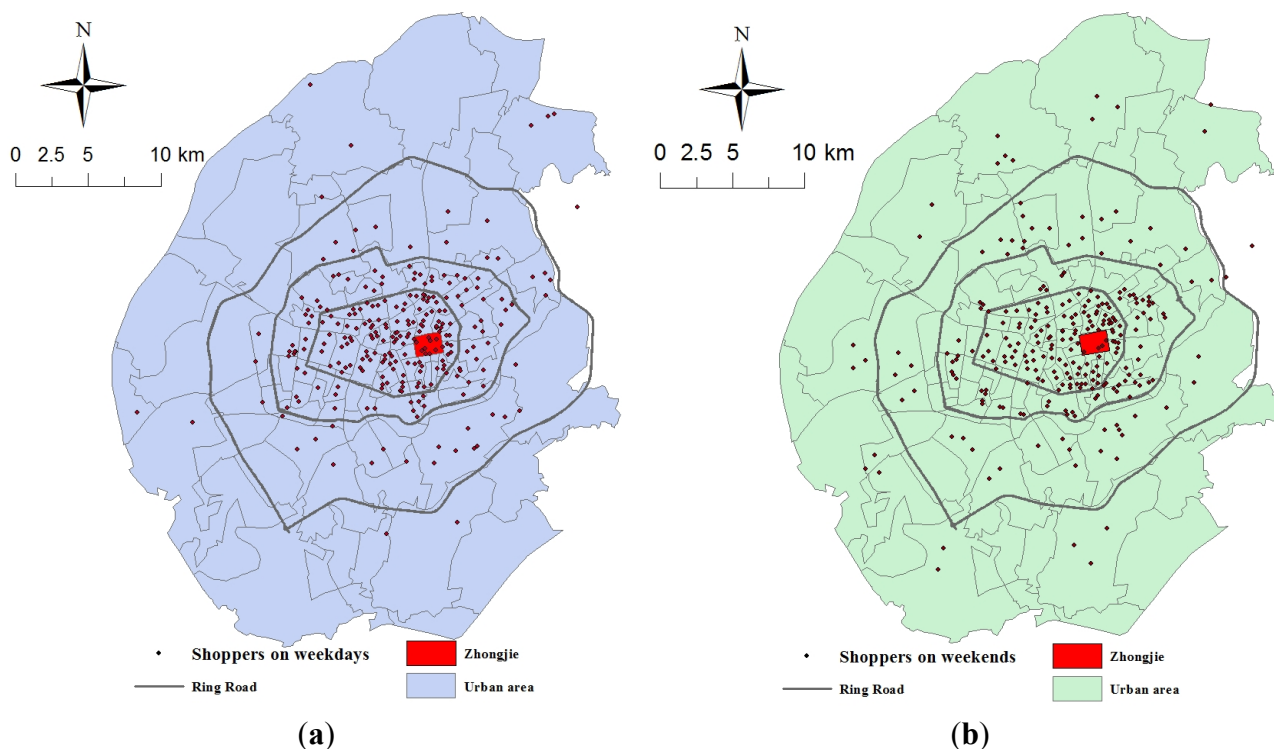 N
0 2.5 5 10 km
Shoppers on weekdays
Zhongjie
Ring Road
Urban area
(a)
N
0 2.5 5 10 km
Shoppers on weekends
Zhongjie
Ring Road
Urban area
(b)